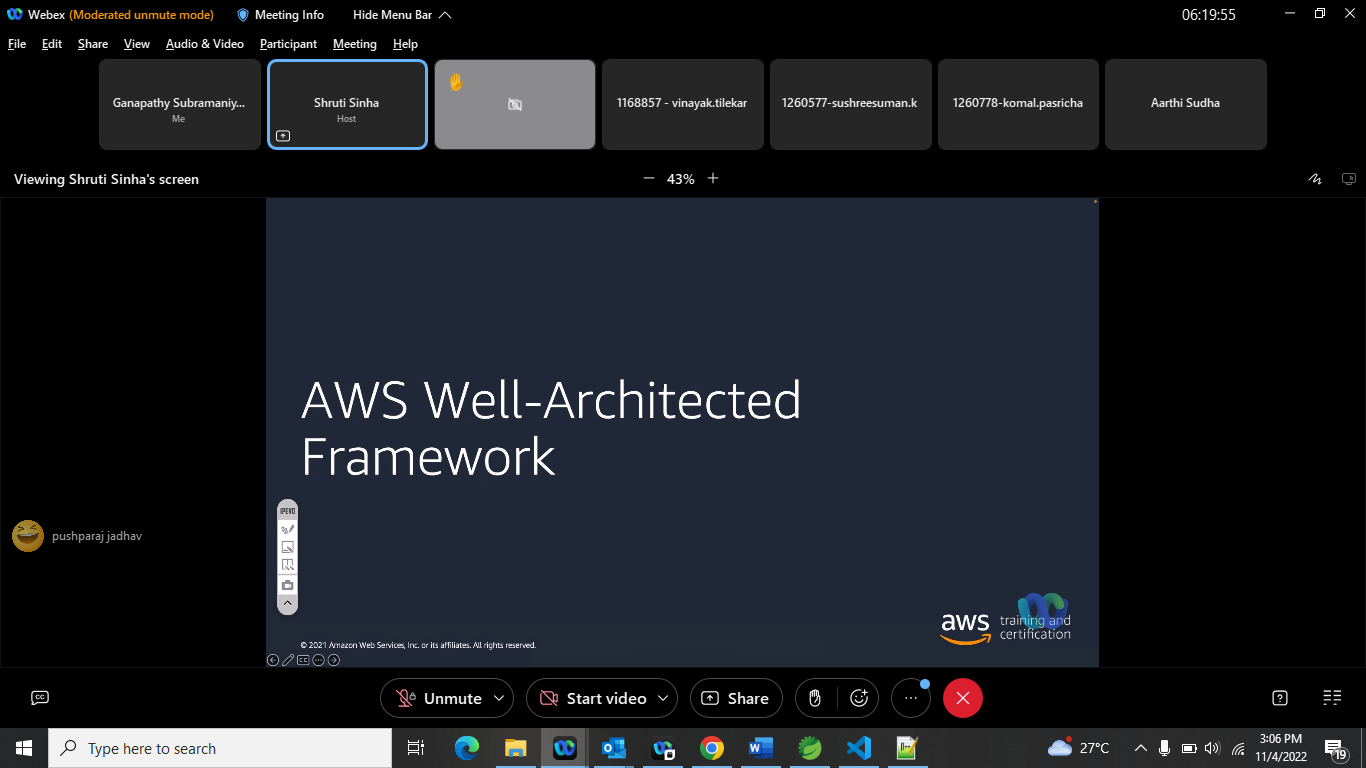 Webex (Moderated unmute mode) Meeting Info Hide Menu Bar 06:19:55
File Edit Share View Audio & Video Participant Meeting Help
Ganapathy Subramaniy...
Me
Shruti Sinha
Host
1168857 - vinayak.tilekar
1260577-sushreesuman.k
1260778-komal.pasricha
Aarthi Sudha
Viewing Shruti Sinha's screen
43%
AWS Well-Architected
Framework
IPEVO
pushparaj jadhav
aws training and
certification
© 2021 Amazon Web Services, Inc. or its affiliates. All rights reserved.
CC
CC
Unmute
Start video
Share
Type here to search
27°C
3:06 PM
11/4/2022
19